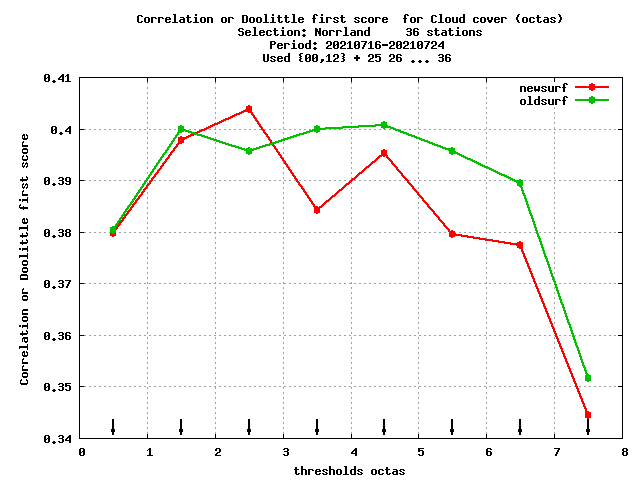 Correlation or Doolittle first score  for Cloud cover (octas)
Selection: Norrland     36 stations
Period: 20210716-20210724
Used {00,12} + 25 26 ... 36
newsurf
oldsurf
Correlation or Doolittle first score
0.41
0.4
0.39
0.38
0.37
0.36
0.35
0.34
0 1 2 3 4 5 6 7 8
thresholds octas